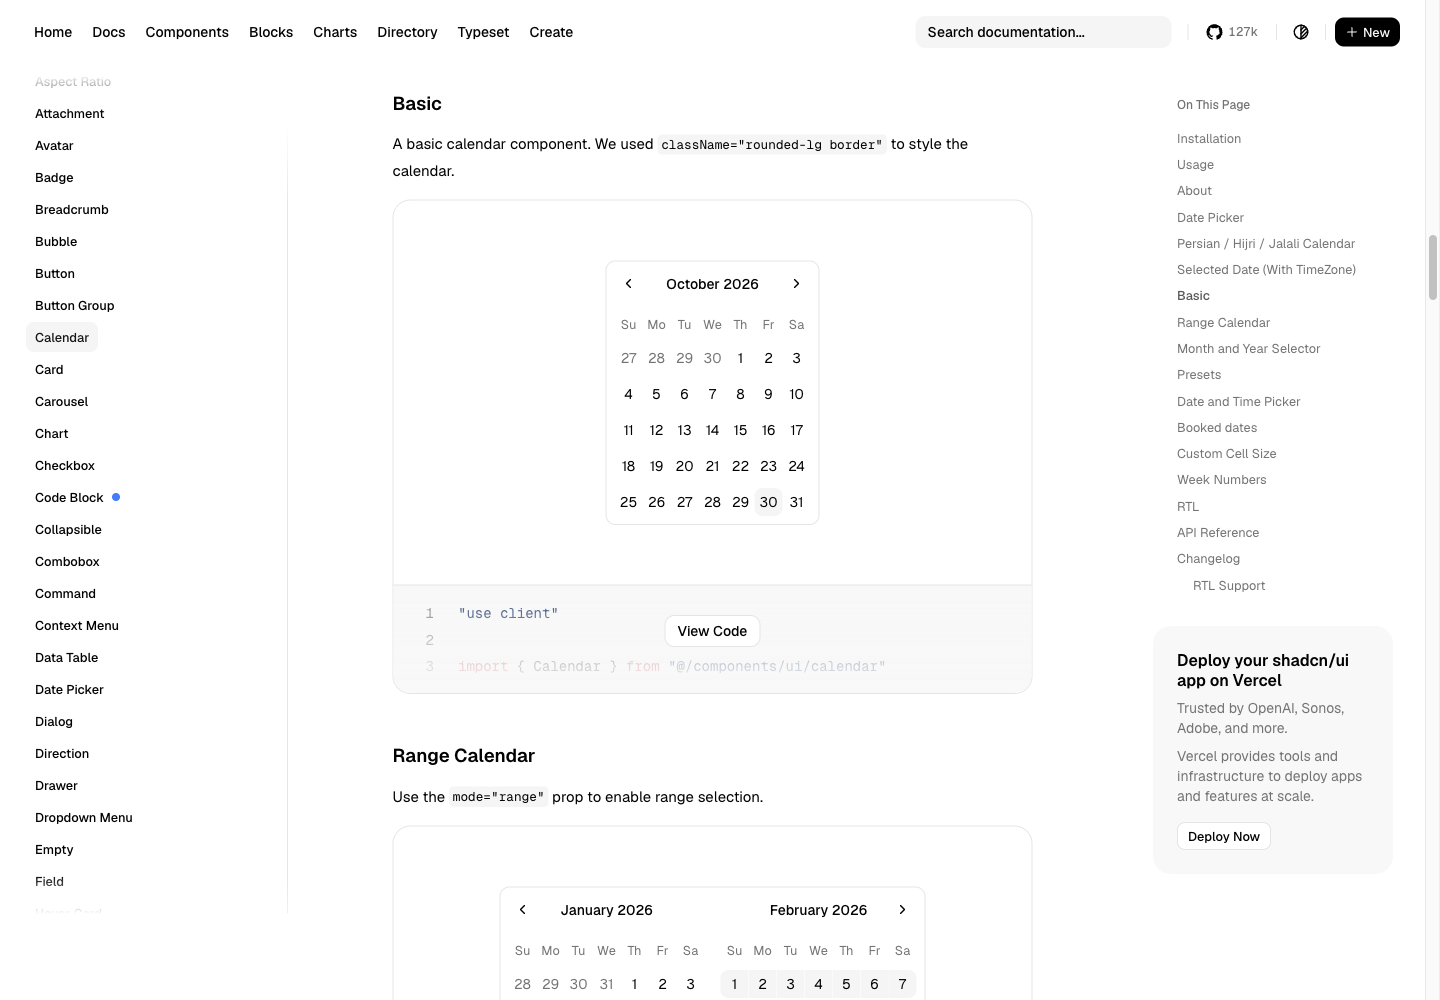 Home Docs Components Blocks Charts Directory Typeset Create
Search documentation...
127k
New
Aspect Ratio
Attachment
Avatar
Badge
Breadcrumb
Bubble
Button
Button Group
Calendar
Card
Carousel
Chart
Checkbox
Code Block
Collapsible
Combobox
Command
Context Menu
Data Table
Date Picker
Dialog
Direction
Drawer
Dropdown Menu
Empty
Field
Basic
A basic calendar component. We used className="rounded-lg border" to style the
calendar.
October 2026
Su Mo Tu We Th Fr Sa
27 28 29 30 1 2 3
4 5 6 7 8 9 10
11 12 13 14 15 16 17
18 19 20 21 22 23 24
25 26 27 28 29 30 31
1 "use client"
2
View Code
3 import { Calendar } from "@/components/ui/calendar"
Range Calendar
Use the mode="range" prop to enable range selection.
January 2026 February 2026
Su Mo Tu We Th Fr Sa Su Mo Tu We Th Fr Sa
28 29 30 31 1 2 3 1 2 3 4 5 6 7
On This Page
Installation
Usage
About
Date Picker
Persian / Hijri / Jalali Calendar
Selected Date (With TimeZone)
Basic
Range Calendar
Month and Year Selector
Presets
Date and Time Picker
Booked dates
Custom Cell Size
Week Numbers
RTL
API Reference
Changelog
RTL Support
Deploy your shadcn/ui
app on Vercel
Trusted by OpenAI, Sonos,
Adobe, and more.
Vercel provides tools and
infrastructure to deploy apps
and features at scale.
Deploy Now